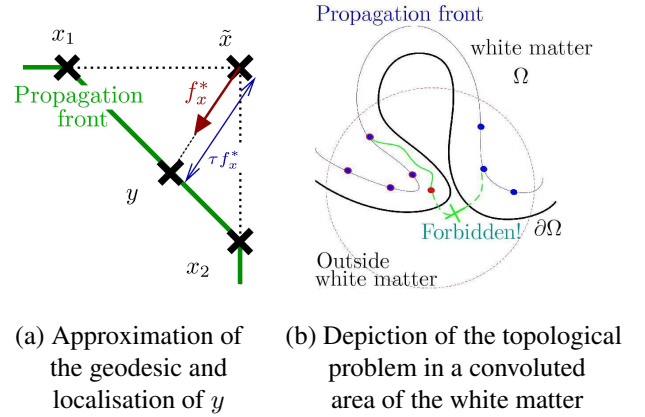 x₁
x̃
Propagation
front
f*ₓ
τf*ₓ
y
x₂
(a) Approximation of
the geodesic and
localisation of y
Propagation front
white matter
Ω
Forbidden!
∂Ω
Outside
white matter
(b) Depiction of the topological
problem in a convoluted
area of the white matter